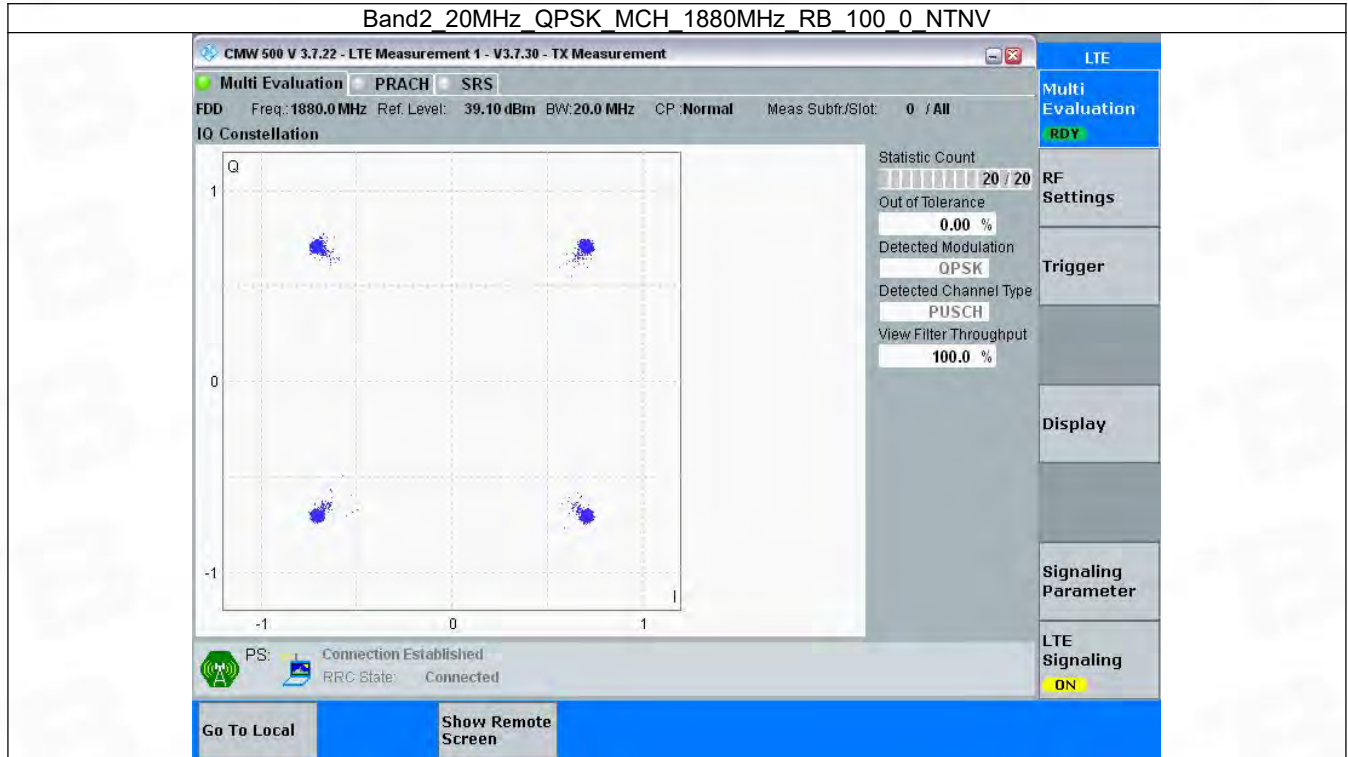 Band2_20MHz_QPSK_MCH_1880MHz_RB_100_0_NTNV
CMW 500 V 3.7.22 - LTE Measurement 1 - V3.7.30 - TX Measurement
LTE
Multi Evaluation PRACH SRS
Multi
Evaluation
RDY
FDD Freq.: 1880.0 MHz Ref. Level: 39.10 dBm BW: 20.0 MHz CP :Normal Meas Subfr./Slot: 0 / All
IQ Constellation
Q
1
0
-1
I
-1 0 1
Statistic Count
20 / 20
Out of Tolerance
0.00 %
Detected Modulation
QPSK
Detected Channel Type
PUSCH
View Filter Throughput
100.0 %
RF
Settings
Trigger
Display
Signaling
Parameter
LTE
Signaling
ON
PS: Connection Established
RRC State: Connected
Go To Local
Show Remote
Screen